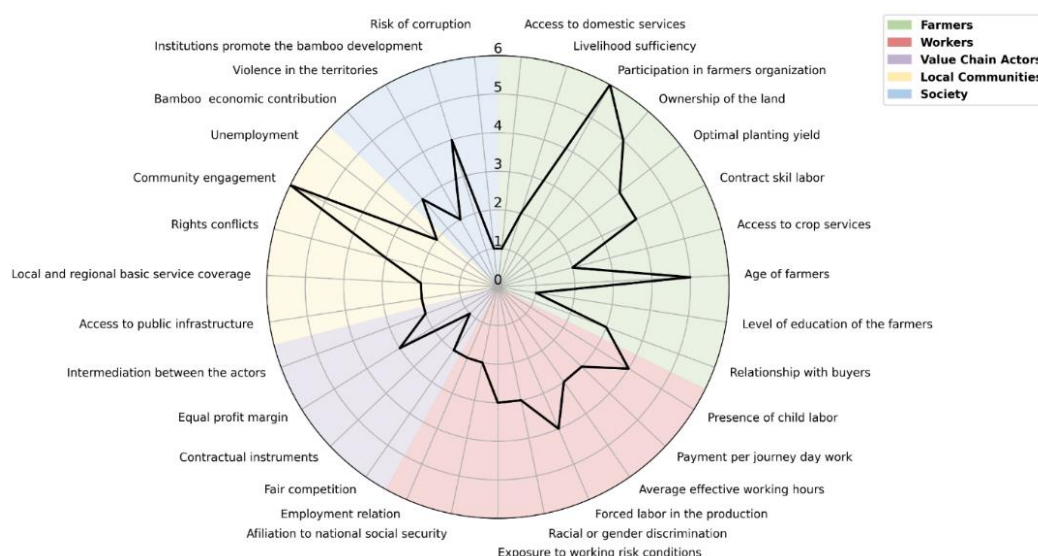 Risk of corruption
Access to domestic services
Institutions promote the bamboo development
Livelihood sufficiency
Violence in the territories
Participation in farmers organization
Bamboo  economic contribution
Ownership of the land
Unemployment
Optimal planting yield
Community engagement
Contract skil labor
Rights conflicts
Access to crop services
Local and regional basic service coverage
Age of farmers
Access to public infrastructure
Level of education of the farmers
Intermediation between the actors
Relationship with buyers
Equal profit margin
Presence of child labor
Contractual instruments
Payment per journey day work
Fair competition
Average effective working hours
Employment relation
Forced labor in the production
Afiliation to national social security
Racial or gender discrimination
Exposure to working risk conditions
6
5
4
3
2
1
0
Farmers
Workers
Value Chain Actors
Local Communities
Society